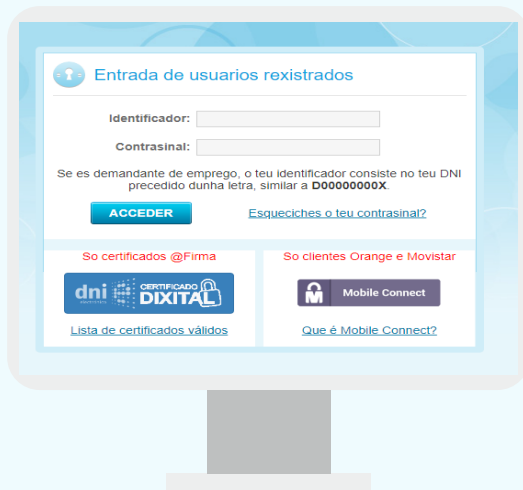 Entrada de usuarios rexistrados
Identificador:
Contrasinal:
Se es demandante de emprego, o teu identificador consiste no teu DNI
precedido dunha letra, similar a D00000000X.
ACCEDER
Esqueciches o teu contrasinal?
So certificados @Firma
So clientes Orange e Movistar
dni
CERTIFICADO
DIXITAL
Mobile Connect
Lista de certificados válidos
Que é Mobile Connect?